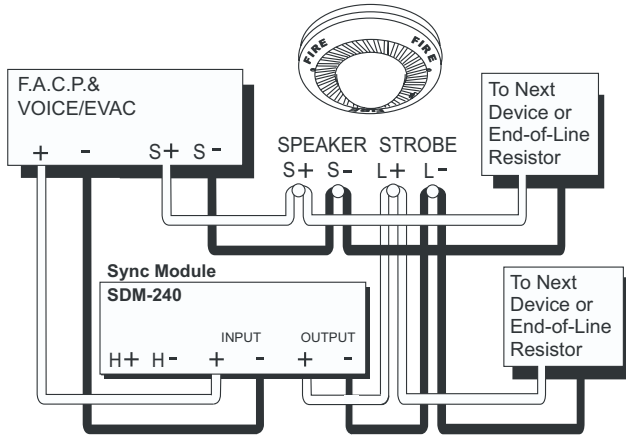 FIRE FIRE
F.A.C.P.&
VOICE/EVAC
+ - S+ S-
SPEAKER STROBE
S+ S- L+ L-
To Next
Device or
End-of-Line
Resistor
Sync Module
SDM-240
INPUT OUTPUT
H+ H- + - + -
To Next
Device or
End-of-Line
Resistor